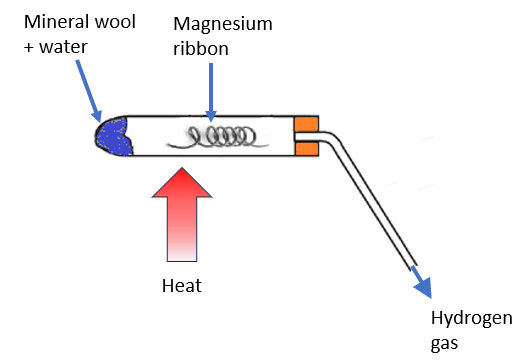 Mineral wool
+ water
Magnesium
ribbon
Heat
Hydrogen
gas